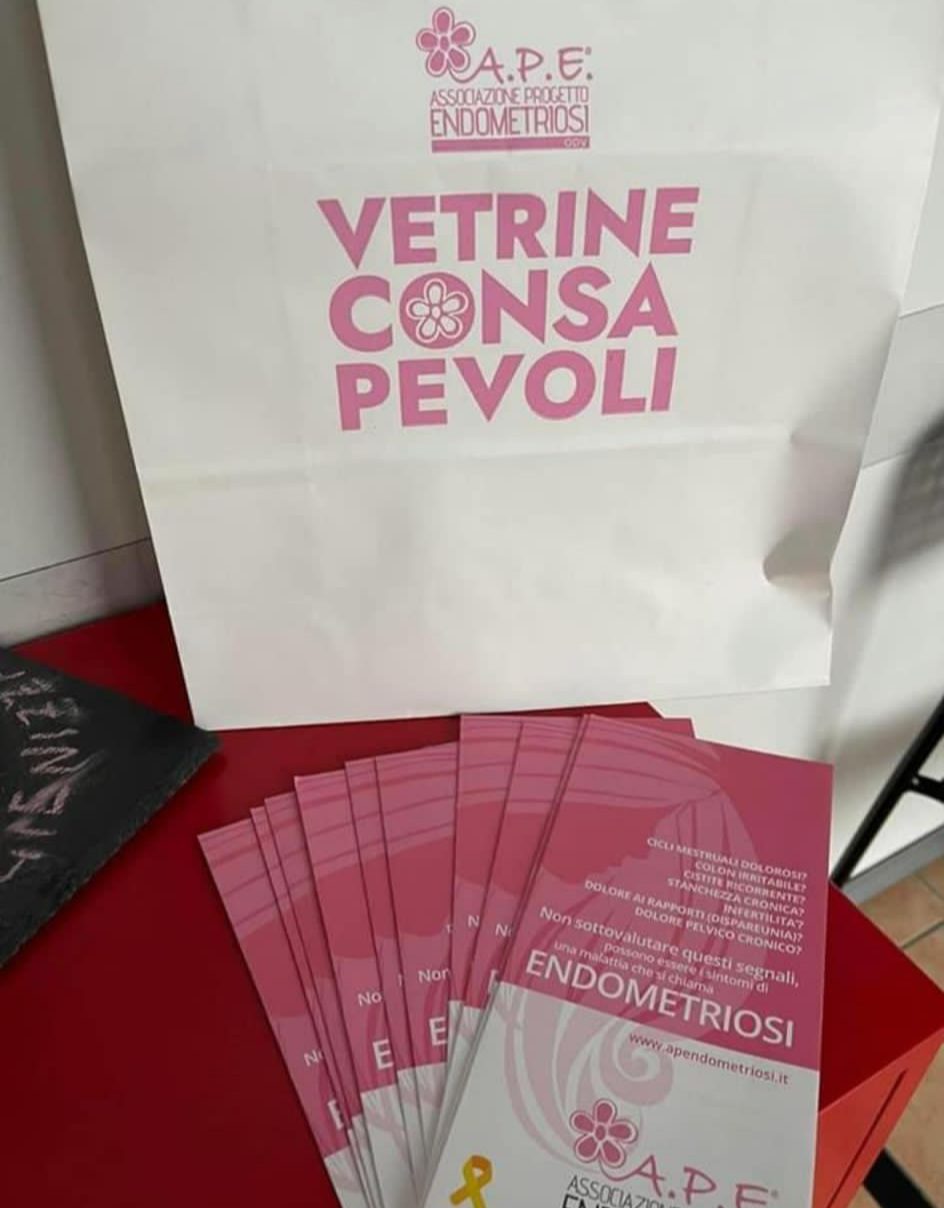 A.P.E.®
ASSOCIAZIONE PROGETTO
ENDOMETRIOSI
ODV
VETRINE
CONSA
PEVOLI
CICLI MESTRUALI DOLOROSI?
COLON IRRITABILE?
CISTITE RICORRENTE?
STANCHEZZA CRONICA?
INFERTILITA'?
DOLORE AI RAPPORTI (DISPAREUNIA)?
DOLORE PELVICO CRONICO?
Non sottovalutare questi segnali,
possono essere i sintomi di
una malattia che si chiama
ENDOMETRIOSI
www.apendometriosi.it
A.P.E®